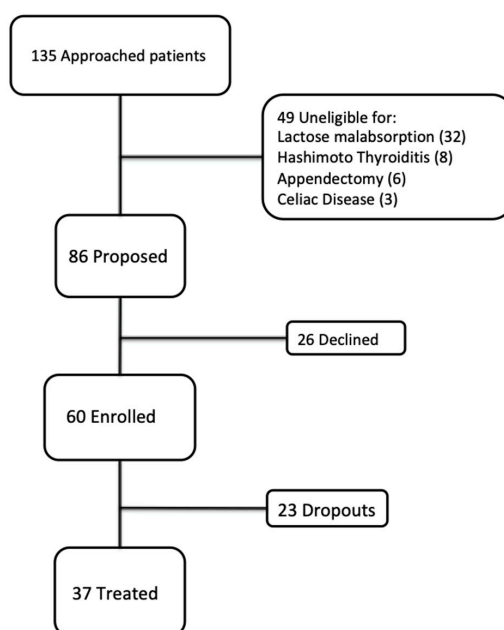 135 Approached patients
49 Uneligible for:
Lactose malabsorption (32)
Hashimoto Thyroiditis (8)
Appendectomy (6)
Celiac Disease (3)
86 Proposed
26 Declined
60 Enrolled
23 Dropouts
37 Treated